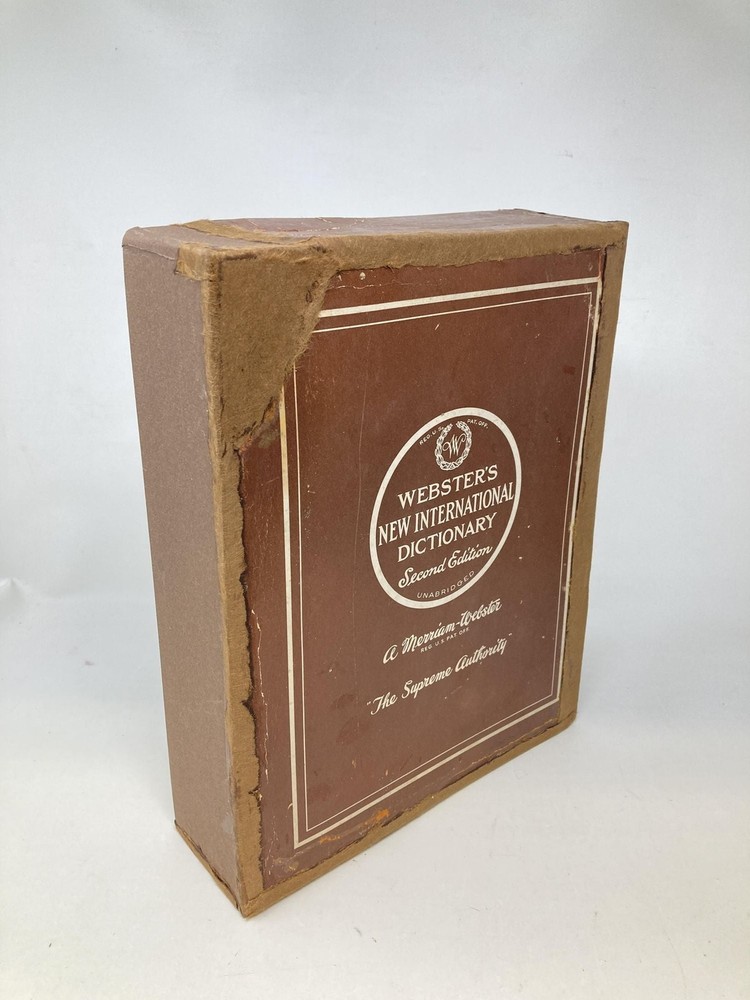 REG. U. S. PAT. OFF.
W
WEBSTER'S
NEW INTERNATIONAL
DICTIONARY
Second Edition
UNABRIDGED
A Merriam-Webster
REG. U.S. PAT. OFF.
"The Supreme Authority"